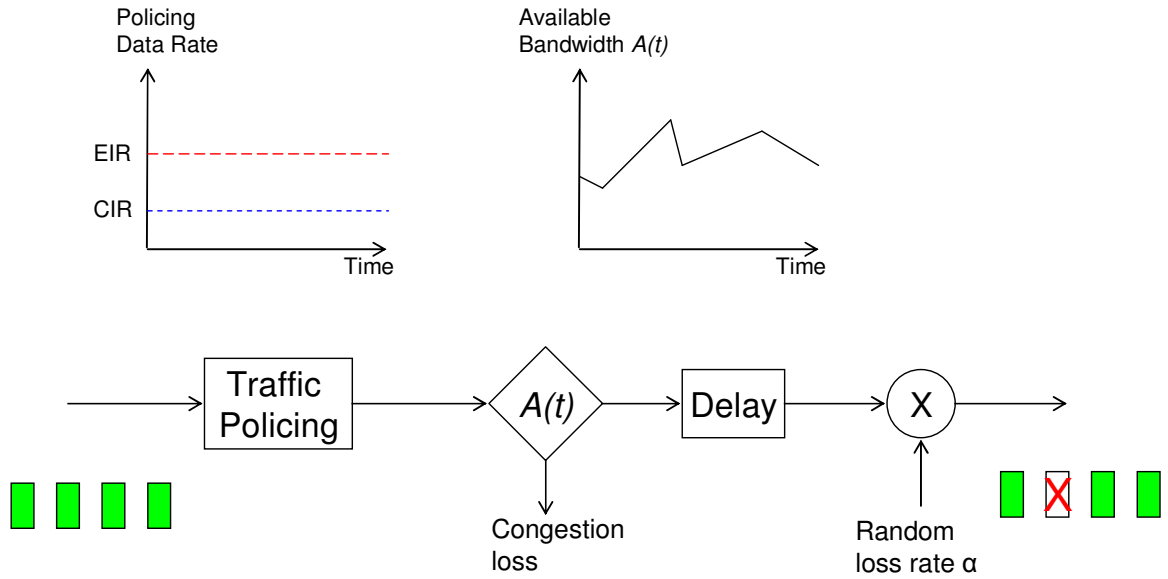 Policing
Data Rate
EIR
CIR
Time
Available
Bandwidth A(t)
Time
Traffic
Policing
A(t)
Delay
X
Congestion
loss
Random
loss rate α
X